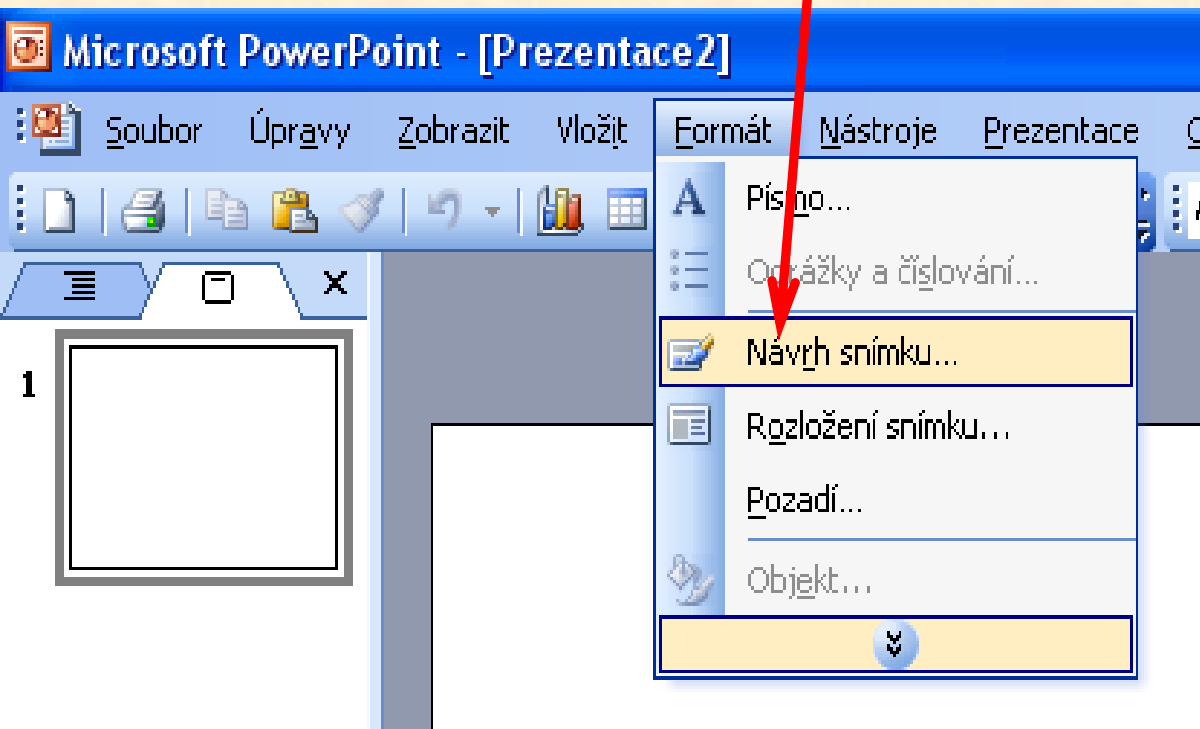 Microsoft PowerPoint - [Prezentace2]
Soubor Úpravy Zobrazit Vložit Formát Nástroje Prezentace
Písmo...
Odrážky a číslování...
Návrh snímku...
Rozložení snímku...
Pozadí...
Objekt...
1